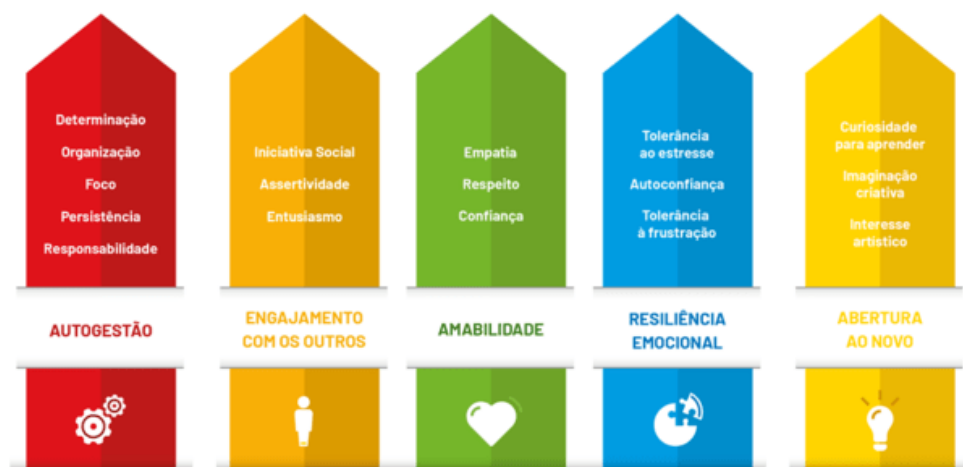 Determinação
Organização
Foco
Persistência
Responsabilidade
AUTOGESTÃO
Iniciativa Social
Assertividade
Entusiasmo
ENGAJAMENTO
COM OS OUTROS
Empatia
Respeito
Confiança
AMABILIDADE
Tolerância
ao estresse
Autoconfiança
Tolerância
à frustração
RESILIÊNCIA
EMOCIONAL
Curiosidade
para aprender
Imaginação
criativa
Interesse
artístico
ABERTURA
AO NOVO